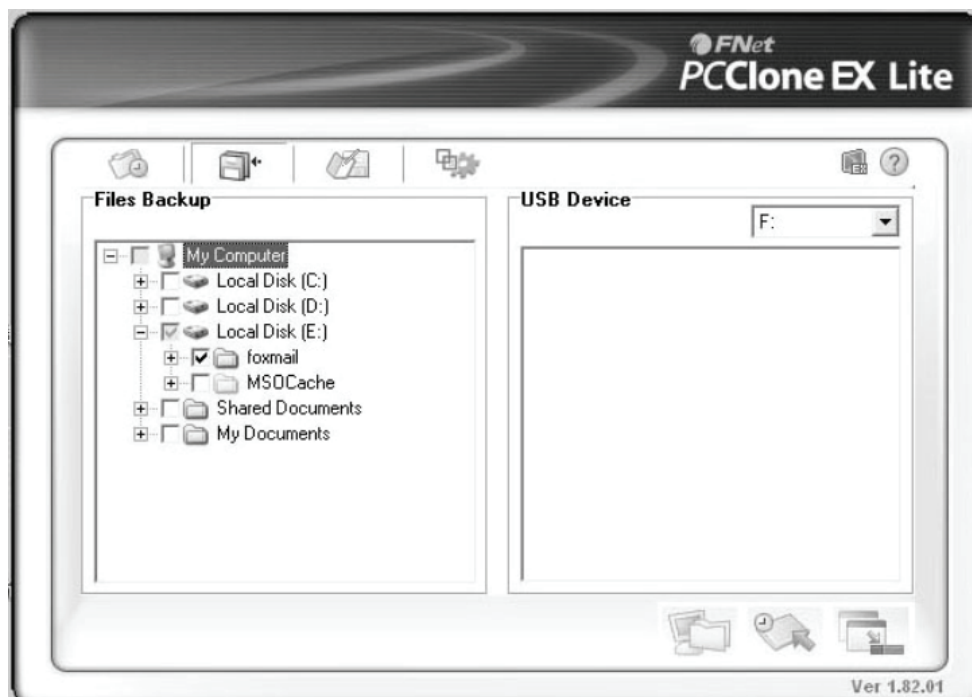 FNet
PCClone EX Lite
EX
?
Files Backup
USB Device
F:
My Computer
Local Disk (C:)
Local Disk (D:)
Local Disk (E:)
foxmail
MSOCache
Shared Documents
My Documents
Ver 1.82.01